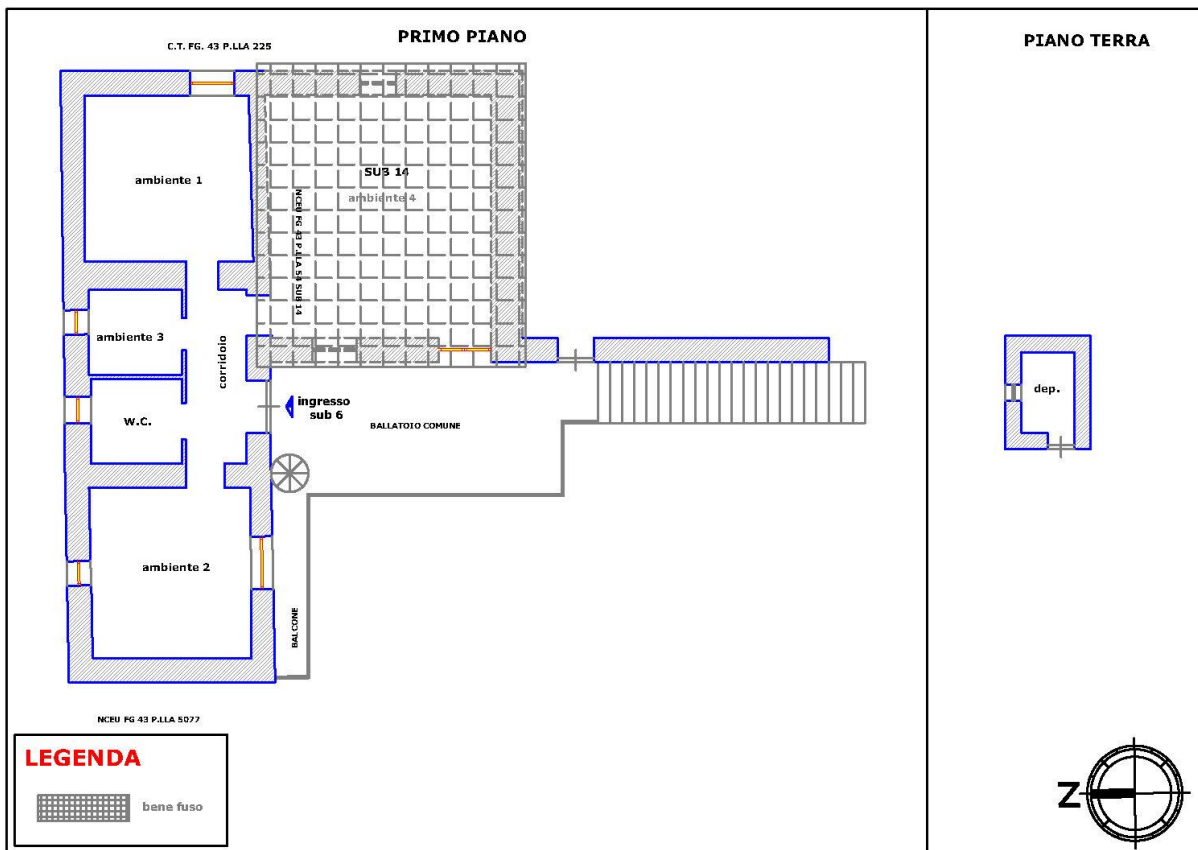 PRIMO PIANO
PIANO TERRA
C.T. FG. 43 P.LLA 225
ambiente 1
SUB 14
ambiente 4
NCEU FG 43 P.LLA 54 SUB 14
ambiente 3
corridoio
W.C.
ingresso
sub 6
BALLATOIO COMUNE
dep.
ambiente 2
BALCONE
NCEU FG 43 P.LLA 5077
LEGENDA
bene fuso
N